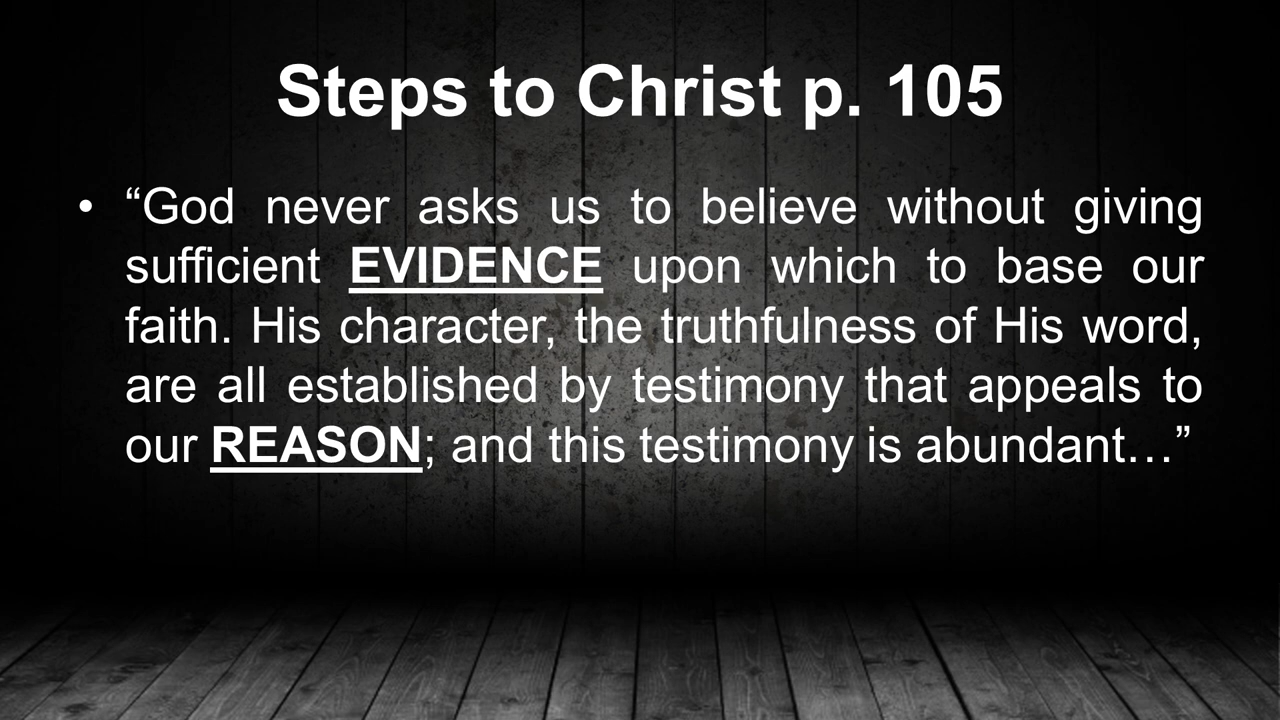 Steps to Christ p. 105
• “God never asks us to believe without giving
sufficient EVIDENCE upon which to base our
faith. His character, the truthfulness of His word,
are all established by testimony that appeals to
our REASON; and this testimony is abundant…”